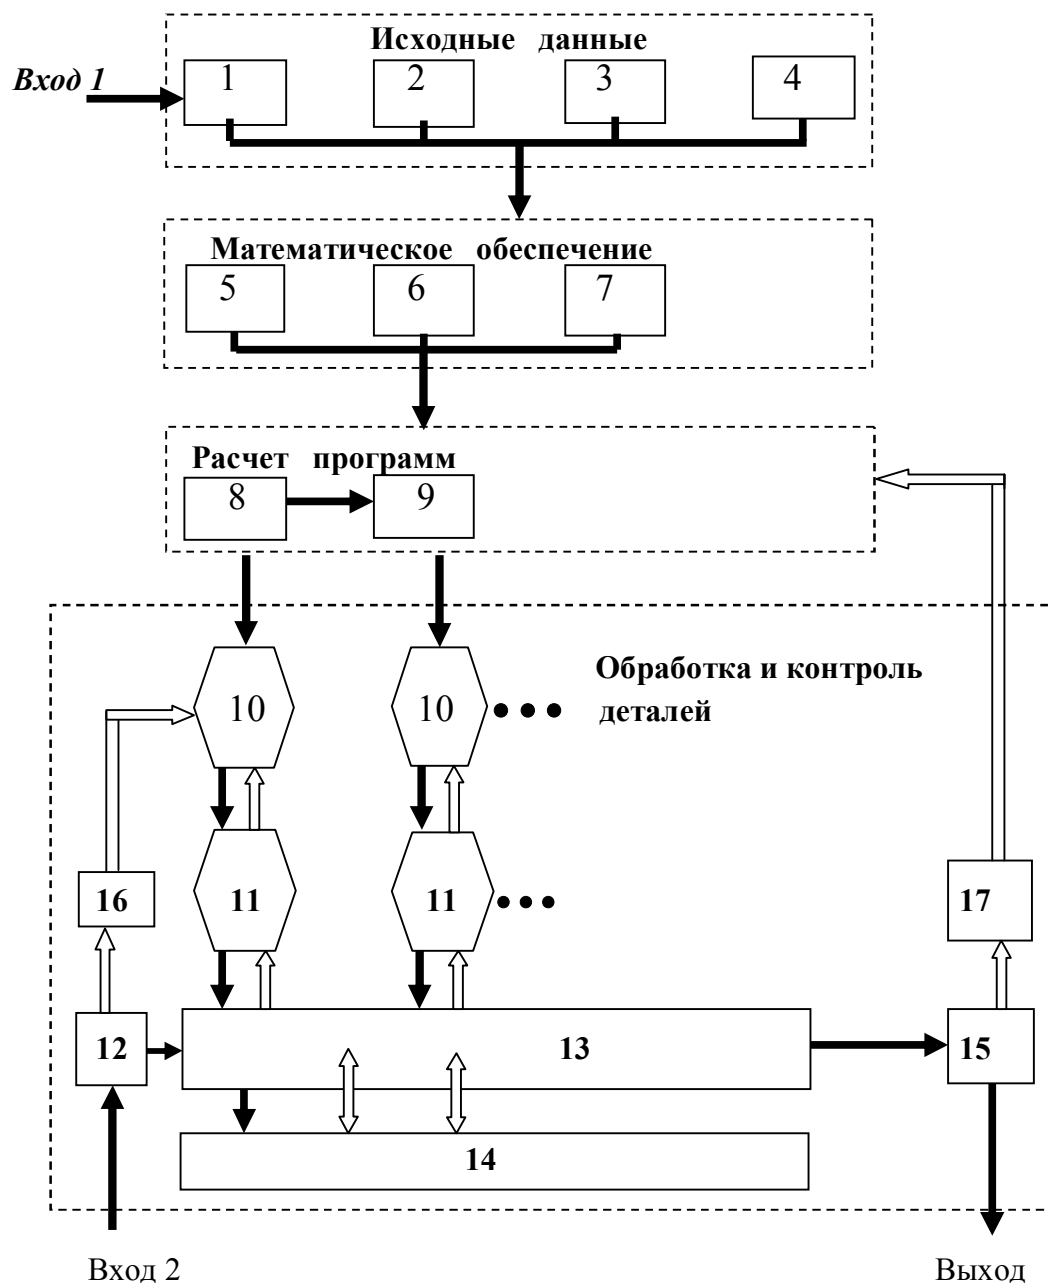 Исходные данные
Вход 1
1 2 3 4
Математическое обеспечение
5 6 7
Расчет программ
8 9
Обработка и контроль
деталей
10 10
16 11 11 17
12 13 15
14
Вход 2 Выход